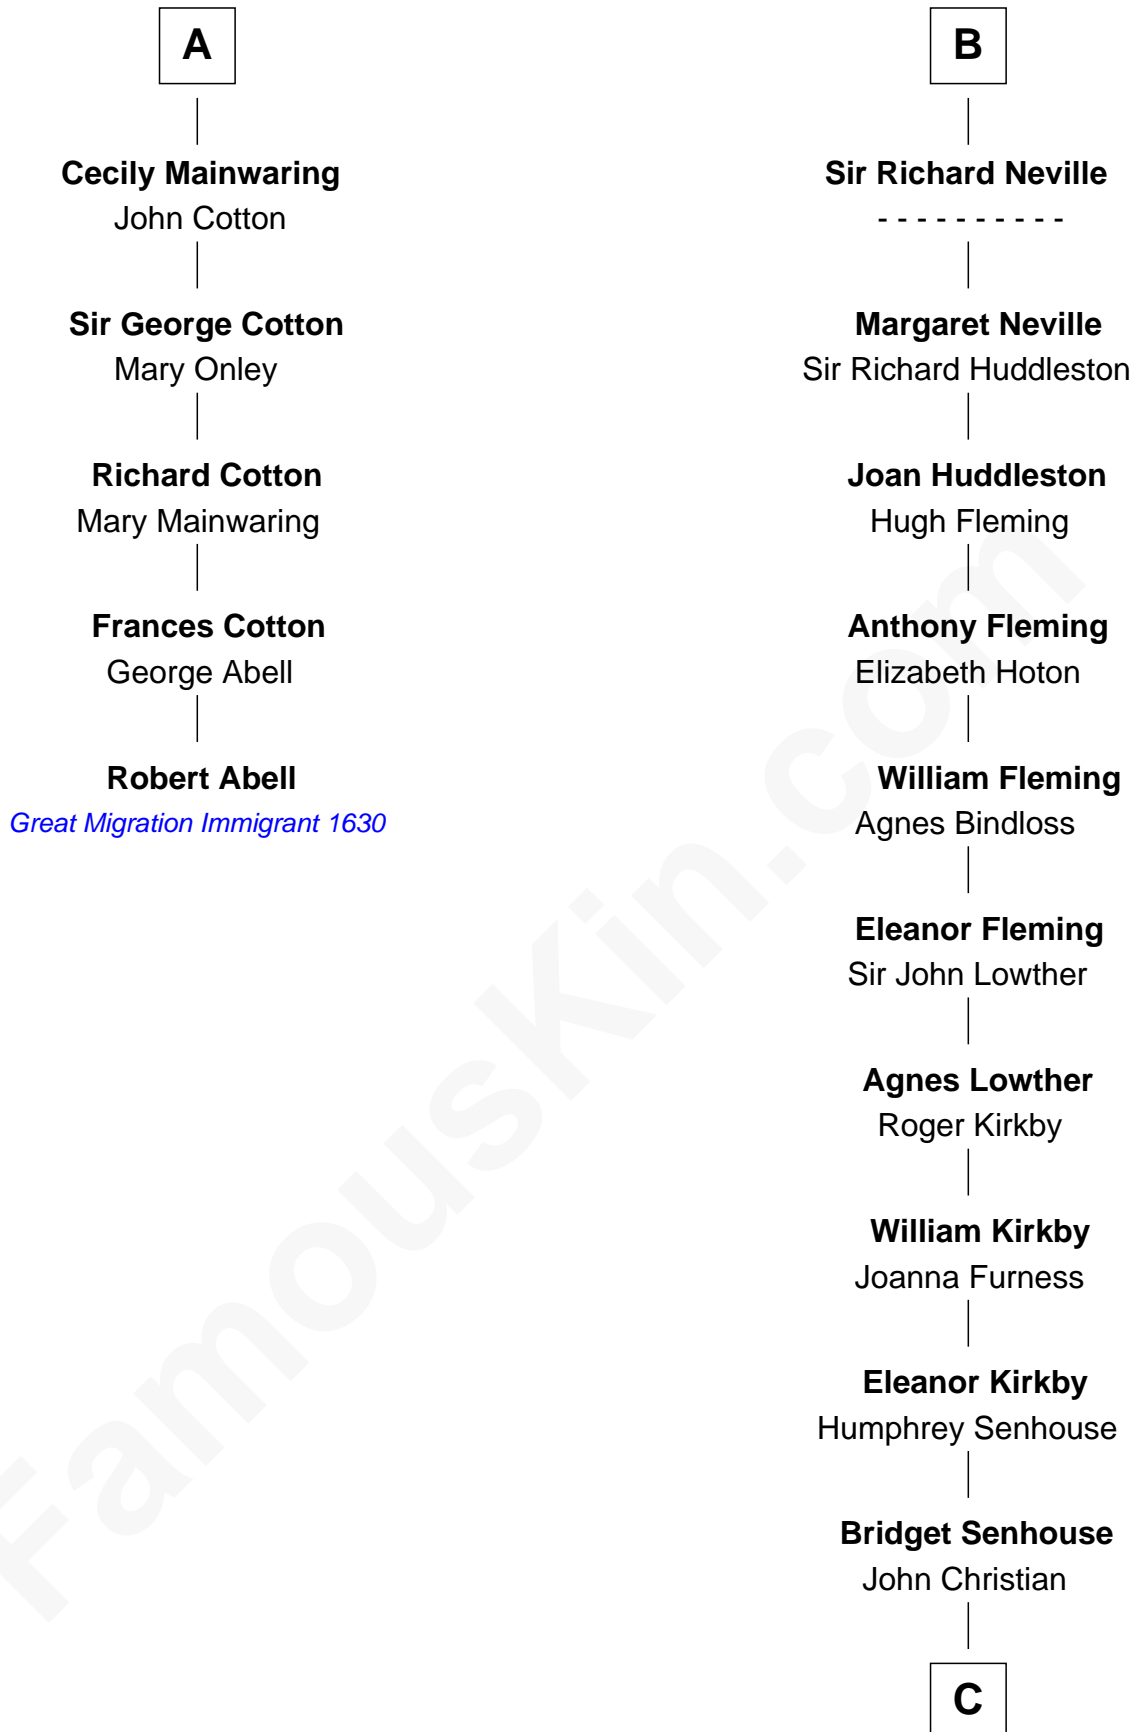 A
Cecily Mainwaring
John Cotton
Sir George Cotton
Mary Onley
Richard Cotton
Mary Mainwaring
Frances Cotton
George Abell
Robert Abell
Great Migration Immigrant 1630
B
Sir Richard Neville
- - - - - - - - - -
Margaret Neville
Sir Richard Huddleston
Joan Huddleston
Hugh Fleming
Anthony Fleming
Elizabeth Hoton
William Fleming
Agnes Bindloss
Eleanor Fleming
Sir John Lowther
Agnes Lowther
Roger Kirkby
William Kirkby
Joanna Furness
Eleanor Kirkby
Humphrey Senhouse
Bridget Senhouse
John Christian
C
FamousKin.com